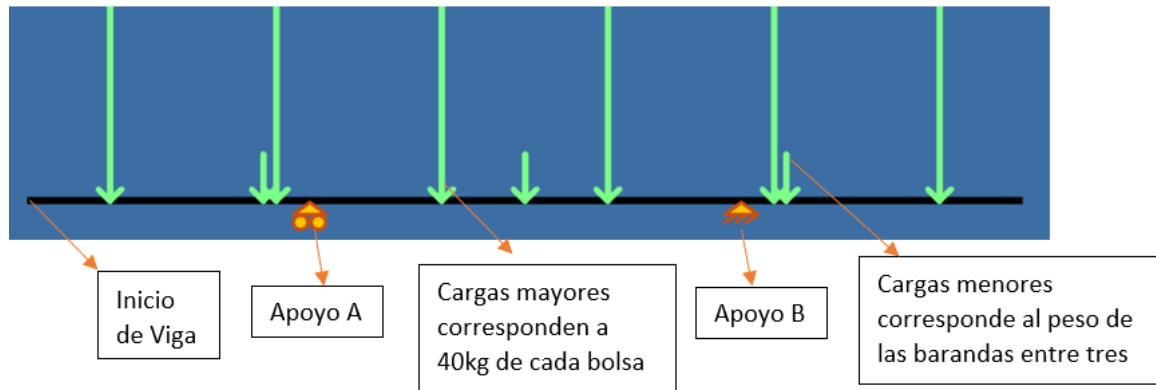 Inicio
de Viga
Apoyo A
Cargas mayores
corresponden a
40kg de cada bolsa
Apoyo B
Cargas menores
corresponde al peso de
las barandas entre tres